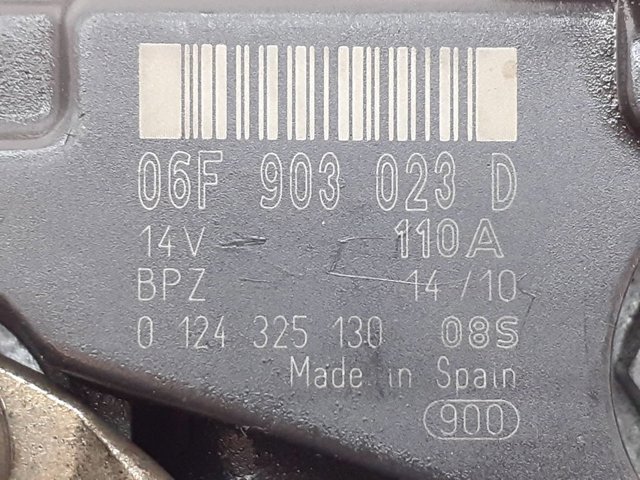 06F 903 023 D
14V 110A
BPZ 14/10
0 124 325 130 08S
Made in Spain
900